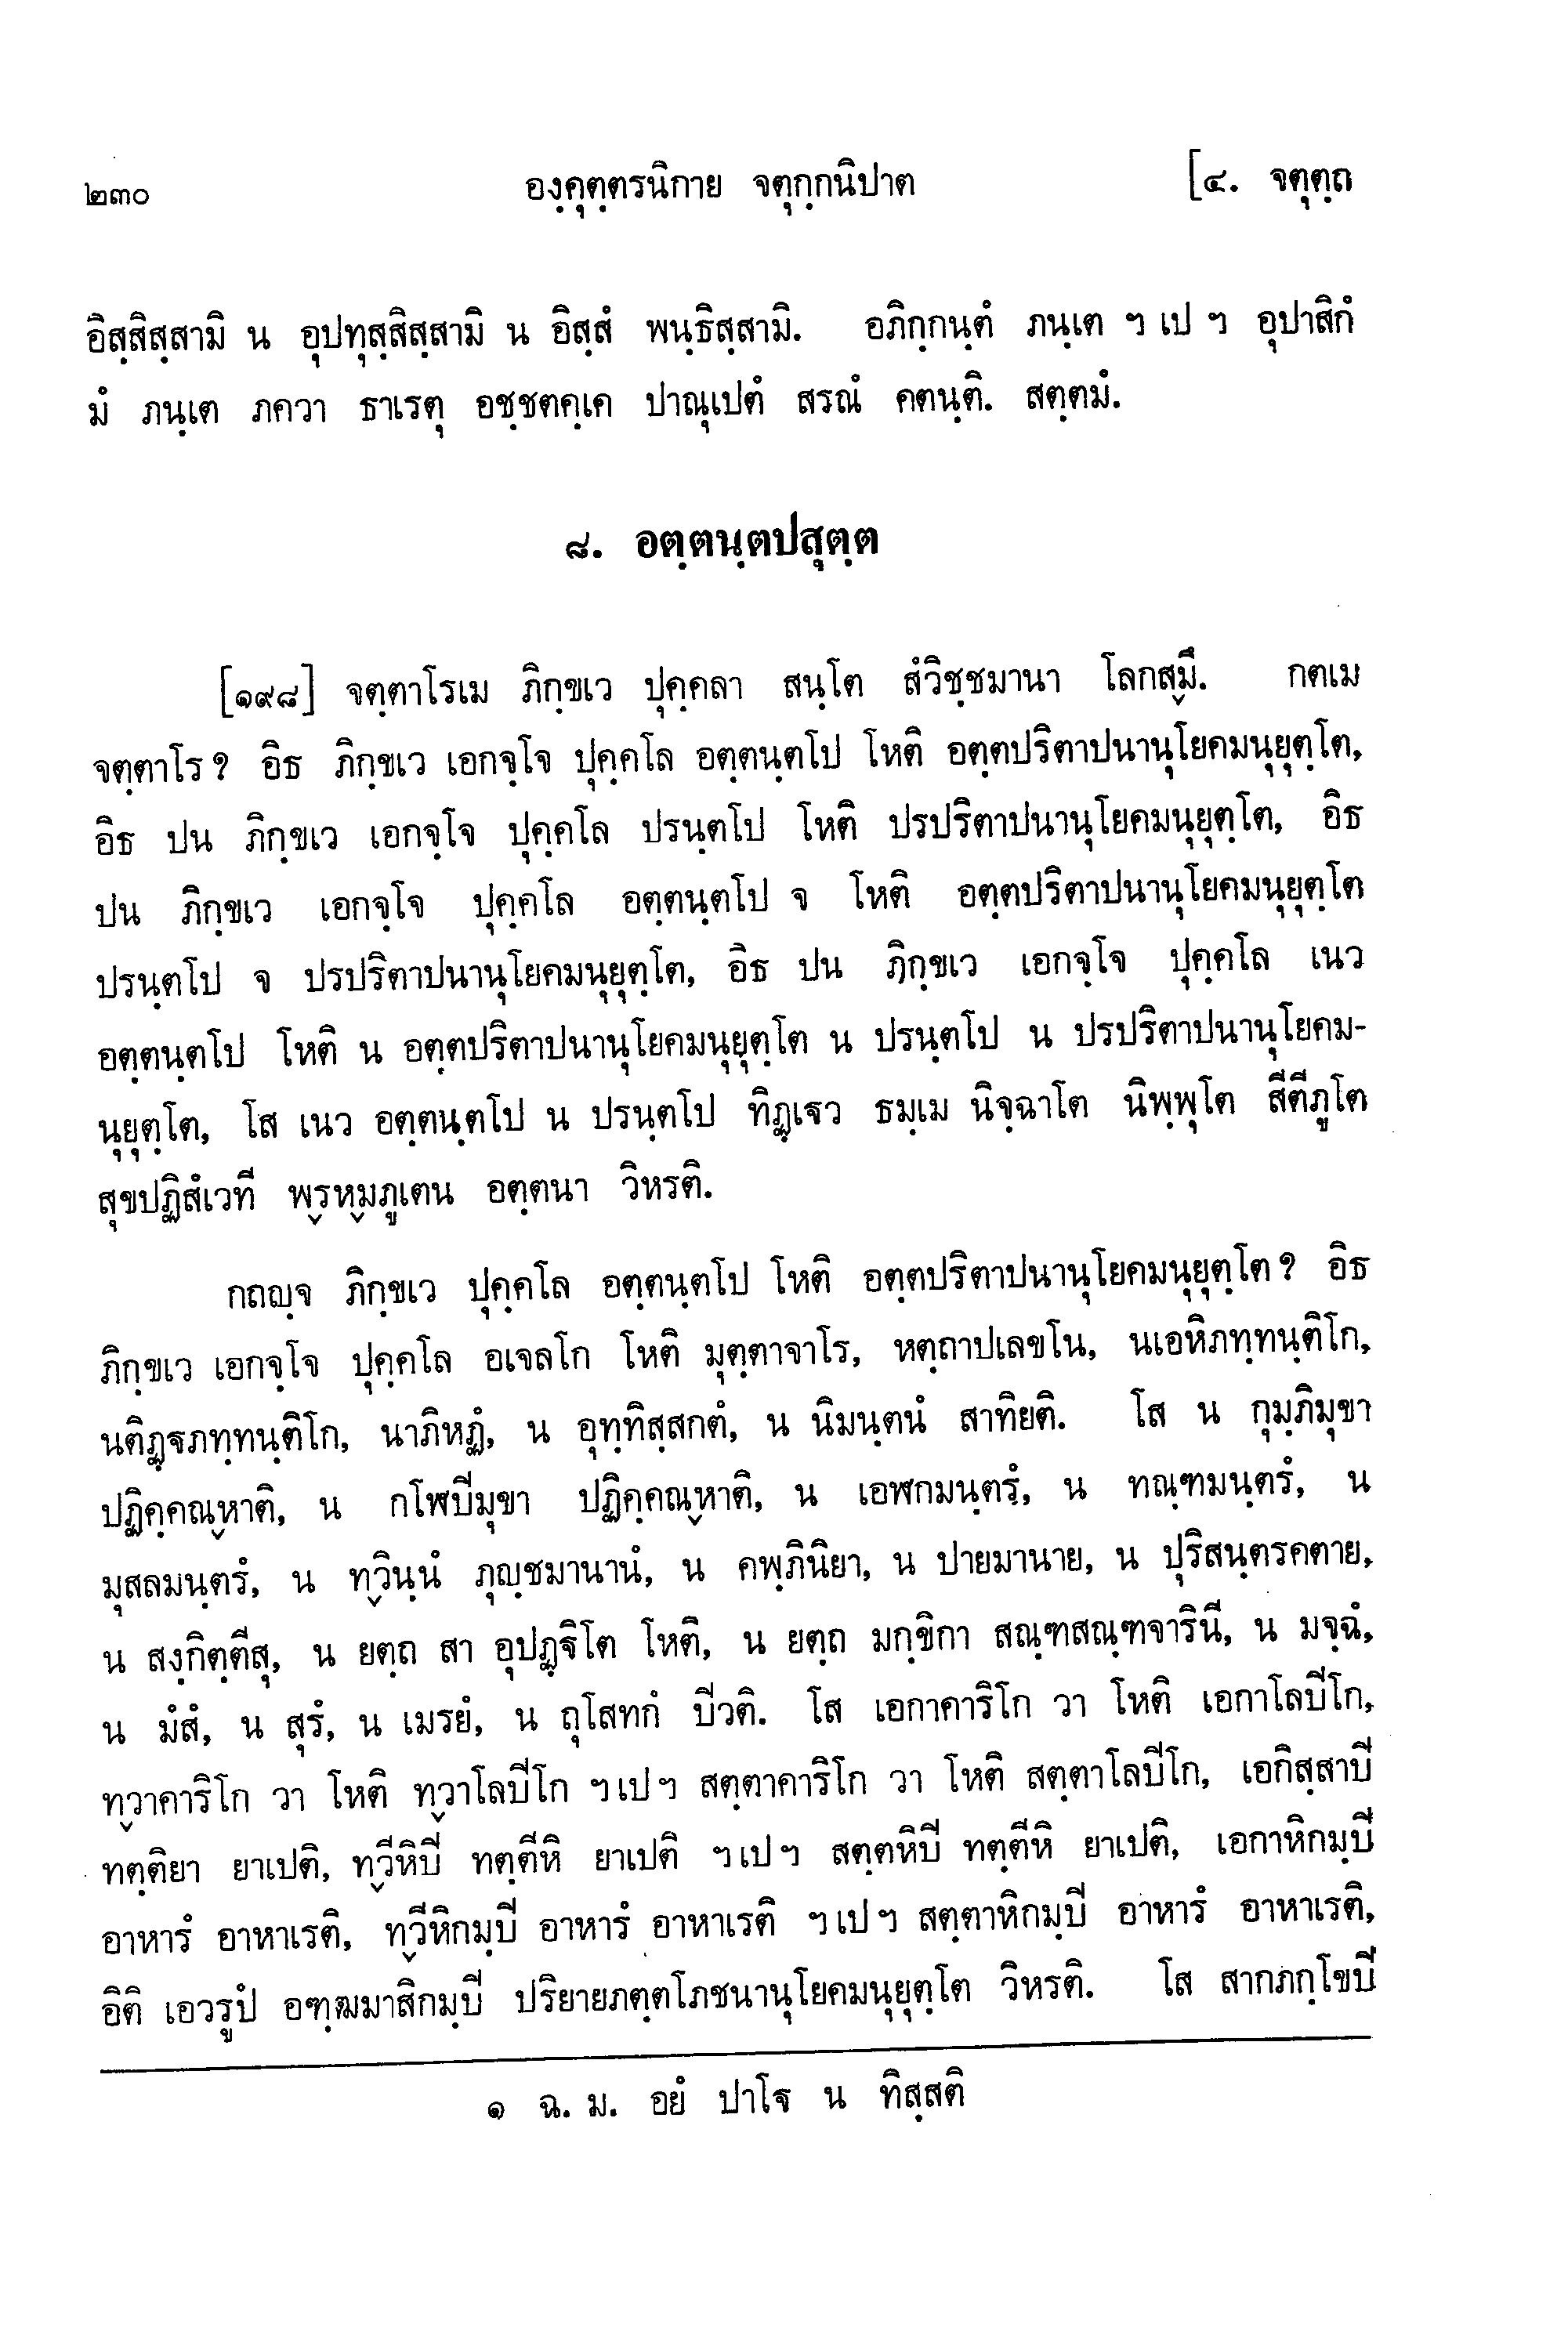 ๒๓๐ องฺคุตฺตรนิกาย จตุกฺกนิปาต [๔. จตุตฺถ
อิสฺสิสฺสามิ น อุปทุสฺสิสฺสามิ น อิสฺสํ พนฺธิสฺสามิ. อภิกฺกนฺตํ ภนฺเต ฯ เป ฯ อุปาสิกํ
มํ ภนฺเต ภควา ธาเรตุ อชฺชตคฺเค ปาณุเปตํ สรณํ คตนฺติ. สตฺตมํ.
๘. อตฺตนฺตปสุตฺต
[๑๙๘] จตฺตาโรเม ภิกฺขเว ปุคฺคลา สนฺโต สํวิชฺชมานา โลกสฺมึ. กตเม
จตฺตาโร? อิธ ภิกฺขเว เอกจฺโจ ปุคฺคโล อตฺตนฺตโป โหติ อตฺตปริตาปนานุโยคมนุยุตฺโต,
อิธ ปน ภิกฺขเว เอกจฺโจ ปุคฺคโล ปรนฺตโป โหติ ปรปริตาปนานุโยคมนุยุตฺโต, อิธ
ปน ภิกฺขเว เอกจฺโจ ปุคฺคโล อตฺตนฺตโป จ โหติ อตฺตปริตาปนานุโยคมนุยุตฺโต
ปรนฺตโป จ ปรปริตาปนานุโยคมนุยุตฺโต, อิธ ปน ภิกฺขเว เอกจฺโจ ปุคฺคโล เนว
อตฺตนฺตโป โหติ น อตฺตปริตาปนานุโยคมนุยุตฺโต น ปรนฺตโป น ปรปริตาปนานุโยคม-
นุยุตฺโต, โส เนว อตฺตนฺตโป น ปรนฺตโป ทิฏฺเฐว ธมฺเม นิจฺฉาโต นิพฺพุโต สีตีภูโต
สุขปฏิสํเวที พฺรหฺมภูเตน อตฺตนา วิหรติ.
กถญฺจ ภิกฺขเว ปุคฺคโล อตฺตนฺตโป โหติ อตฺตปริตาปนานุโยคมนุยุตฺโต? อิธ
ภิกฺขเว เอกจฺโจ ปุคฺคโล อเจลโก โหติ มุตฺตาจาโร, หตฺถาปเลขโน, นเอหิภทฺทนฺติโก,
นติฏฺฐภทฺทนฺติโก, นาภิหฏํ, น อุทฺทิสฺสกตํ, น นิมนฺตนํ สาทิยติ. โส น กุมฺภิมุขา
ปฏิคฺคณฺหาติ, น กโฬปีมุขา ปฏิคฺคณฺหาติ, น เอฬกมนฺตรํ, น ทณฺฑมนฺตรํ, น
มุสลมนฺตรํ, น ทฺวินฺนํ ภุญฺชมานานํ, น คพฺภินิยา, น ปายมานาย, น ปุริสนฺตรคตาย,
น สงฺกิตฺตีสุ, น ยตฺถ สา อุปฏฺฐิโต โหติ, น ยตฺถ มกฺขิกา สณฺฑสณฺฑจารินี, น มจฺฉํ,
น มํสํ, น สุรํ, น เมรยํ, น ถุโสทกํ ปีวติ. โส เอกาคาริโก วา โหติ เอกาโลปีโก,
ทฺวาคาริโก วา โหติ ทฺวาโลปีโก ฯ เป ฯ สตฺตาคาริโก วา โหติ สตฺตาโลปีโก, เอกิสฺสาปี
ทตฺติยา ยาเปติ, ทฺวีหิปี ทตฺตีหิ ยาเปติ ฯ เป ฯ สตฺตหิปี ทตฺตีหิ ยาเปติ, เอกาหิกมฺปี
อาหารํ อาหาเรติ, ทฺวีหิกมฺปี อาหารํ อาหาเรติ ฯ เป ฯ สตฺตาหิกมฺปี อาหารํ อาหาเรติ,
อิติ เอวรูปํ อฑฺฒมาสิกมฺปี ปริยายภตฺตโภชนานุโยคมนุยุตฺโต วิหรติ. โส สากภกฺโขปี
๑ ฉ. ม. อยํ ปาโฐ น ทิสฺสติ